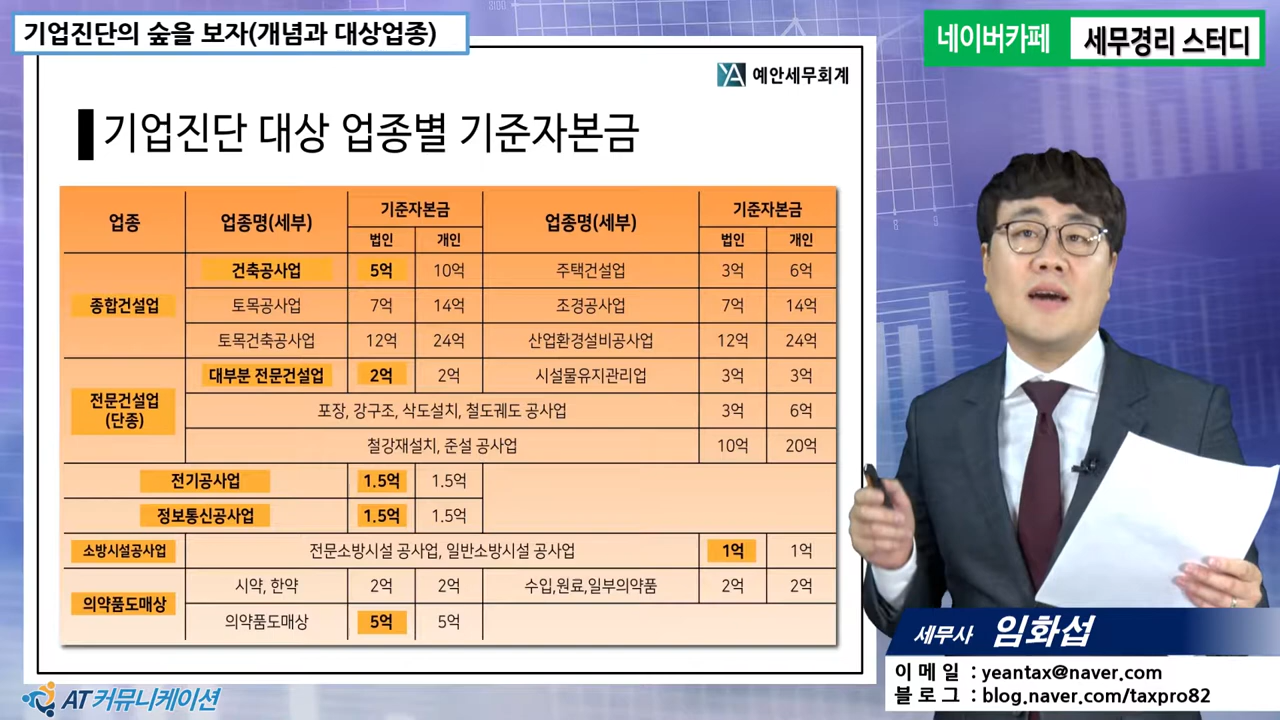 기업진단의 숲을 보자(개념과 대상업종)
네이버카페 세무경리 스터디
YA 예안세무회계
기업진단 대상 업종별 기준자본금
업종 업종명(세부) 기준자본금 업종명(세부) 기준자본금
법인 개인 법인 개인
종합건설업 건축공사업 5억 10억 주택건설업 3억 6억
토목공사업 7억 14억 조경공사업 7억 14억
토목건축공사업 12억 24억 산업환경설비공사업 12억 24억
전문건설업
(단종)
대부분 전문건설업 2억 2억 시설물유지관리업 3억 3억
포장, 강구조, 삭도설치, 철도궤도 공사업 3억 6억
철강재설치, 준설 공사업 10억 20억
전기공사업 1.5억 1.5억
정보통신공사업 1.5억 1.5억
소방시설공사업 전문소방시설 공사업, 일반소방시설 공사업 1억 1억
의약품도매상 시약, 한약 2억 2억 수입,원료,일부의약품 2억 2억
의약품도매상 5억 5억
세무사 임화섭
이 메 일 : yeantax@naver.com
블 로 그 : blog.naver.com/taxpro82
AT커뮤니케이션